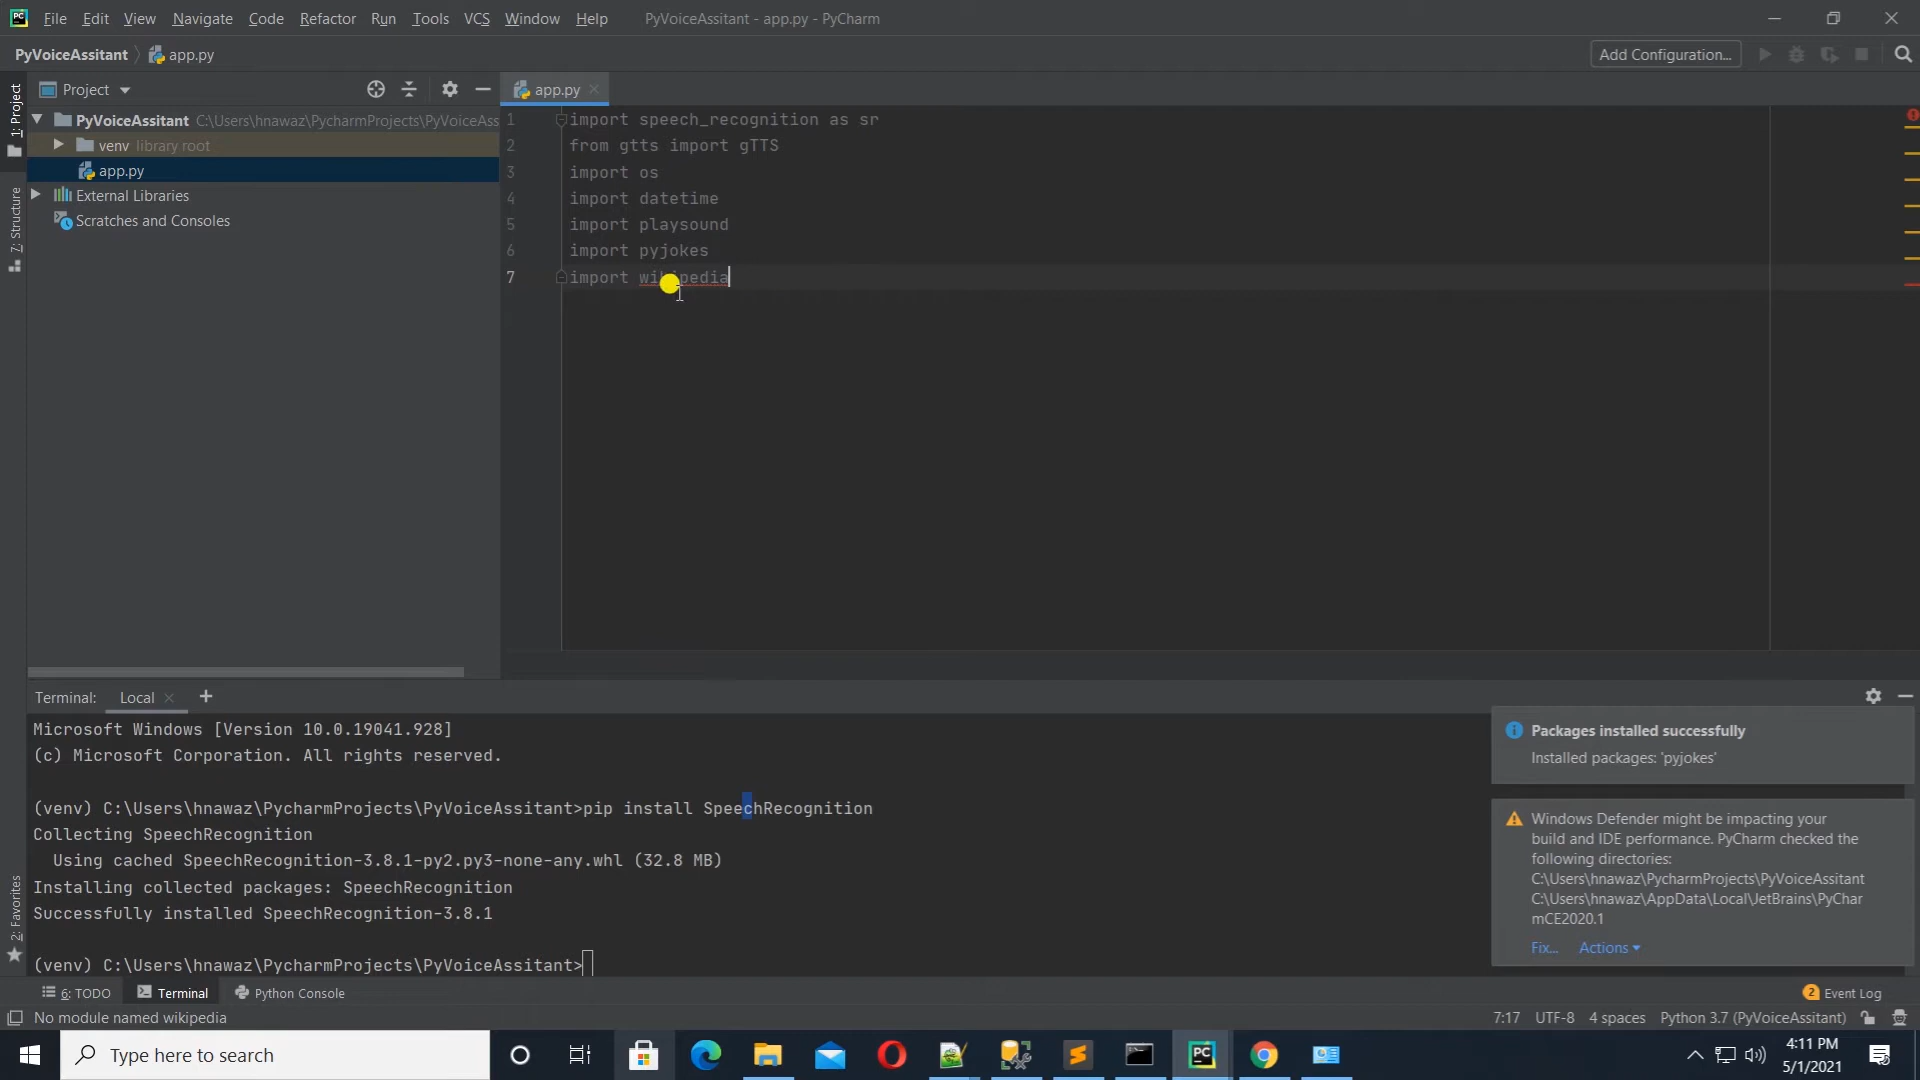 File Edit View Navigate Code Refactor Run Tools VCS Window Help PyVoiceAssitant - app.py - PyCharm
PyVoiceAssitant app.py Add Configuration...
1: Project
Project
app.py
PyVoiceAssitant C:\Users\hnawaz\PycharmProjects\PyVoiceAss
venv library root
app.py
External Libraries
Scratches and Consoles
7: Structure
1 import speech_recognition as sr
2 from gtts import gTTS
3 import os
4 import datetime
5 import playsound
6 import pyjokes
7 import wikipedia
Terminal: Local +
Microsoft Windows [Version 10.0.19041.928]
(c) Microsoft Corporation. All rights reserved.
(venv) C:\Users\hnawaz\PycharmProjects\PyVoiceAssitant>pip install SpeechRecognition
Collecting SpeechRecognition
Using cached SpeechRecognition-3.8.1-py2.py3-none-any.whl (32.8 MB)
Installing collected packages: SpeechRecognition
Successfully installed SpeechRecognition-3.8.1
(venv) C:\Users\hnawaz\PycharmProjects\PyVoiceAssitant>
2: Favorites
Packages installed successfully
Installed packages: 'pyjokes'
Windows Defender might be impacting your
build and IDE performance. PyCharm checked the
following directories:
C:\Users\hnawaz\PycharmProjects\PyVoiceAssitant
C:\Users\hnawaz\AppData\Local\JetBrains\PyChar
mCE2020.1
Fix... Actions
6: TODO Terminal Python Console 2 Event Log
No module named wikipedia 7:17 UTF-8 4 spaces Python 3.7 (PyVoiceAssitant)
Type here to search
PC
4:11 PM
5/1/2021